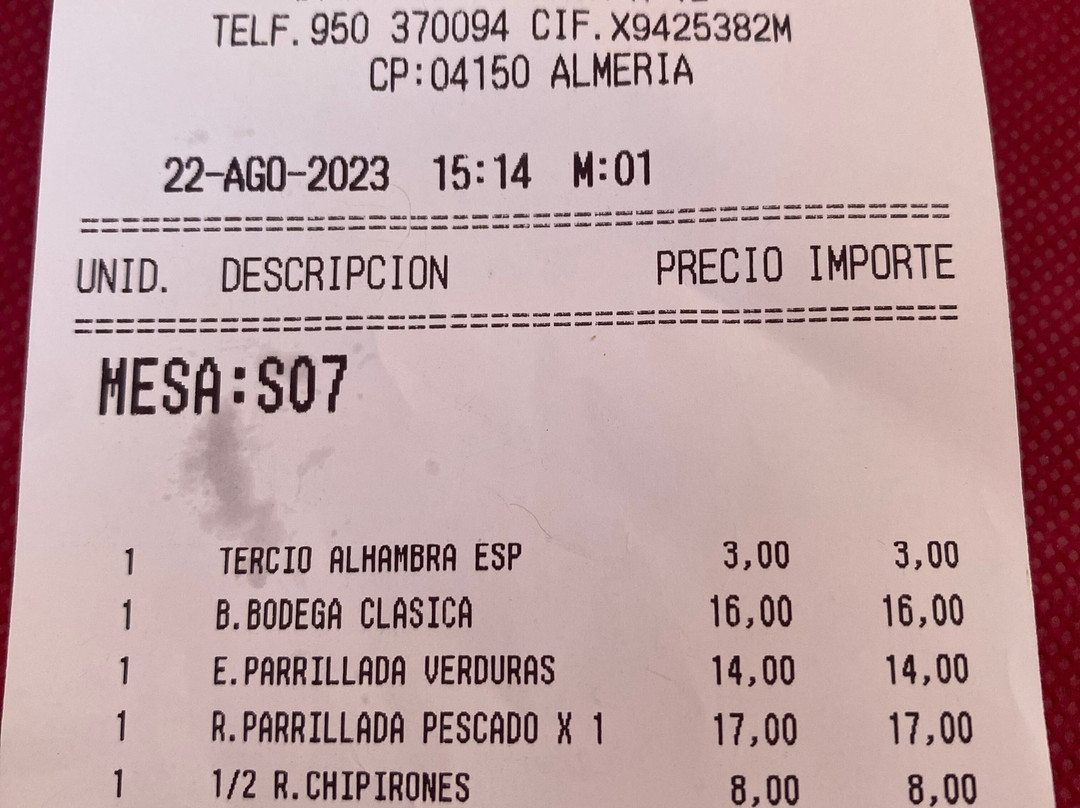 TELF. 950 370094 CIF. X9425382M
CP:04150 ALMERIA
22-AGO-2023 15:14 M:01
==========================================
UNID. DESCRIPCION PRECIO IMPORTE
==========================================
MESA:S07
1 TERCIO ALHAMBRA ESP 3,00 3,00
1 B.BODEGA CLASICA 16,00 16,00
1 E.PARRILLADA VERDURAS 14,00 14,00
1 R.PARRILLADA PESCADO X 1 17,00 17,00
1 1/2 R.CHIPIRONES 8,00 8,00